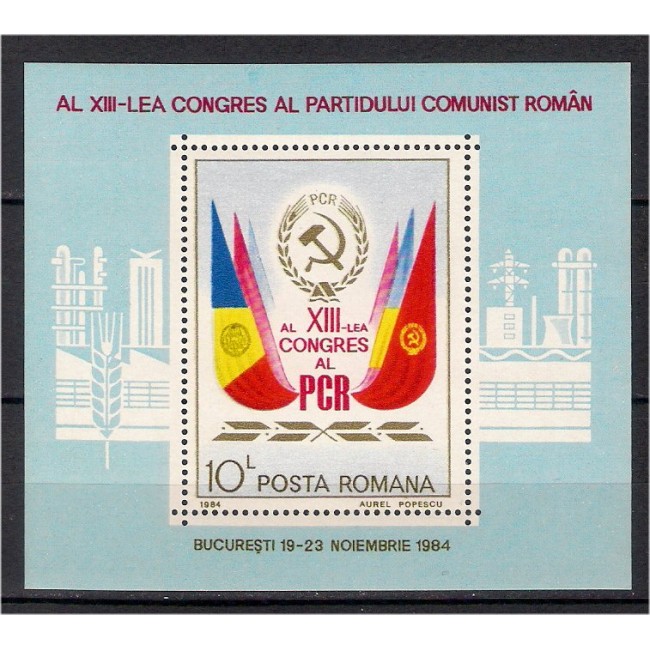 AL XIII-LEA CONGRES AL PARTIDULUI COMUNIST ROMÂN
PCR
AL XIII-LEA
CONGRES
AL
PCR
10L POSTA ROMANA
1984 AUREL POPESCU
BUCUREȘTI 19-23 NOIEMBRIE 1984